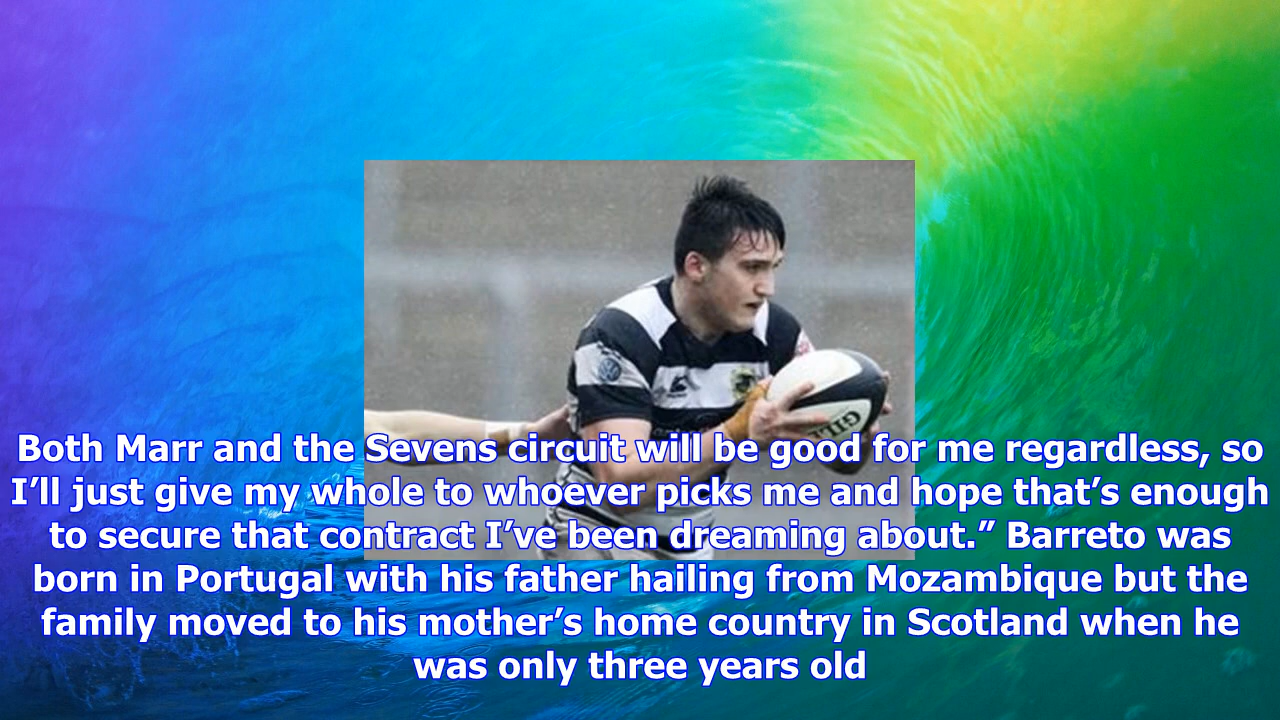 Both Marr and the Sevens circuit will be good for me regardless, so
I’ll just give my whole to whoever picks me and hope that’s enough
to secure that contract I’ve been dreaming about.” Barreto was
born in Portugal with his father hailing from Mozambique but the
family moved to his mother’s home country in Scotland when he
was only three years old
GILBERT